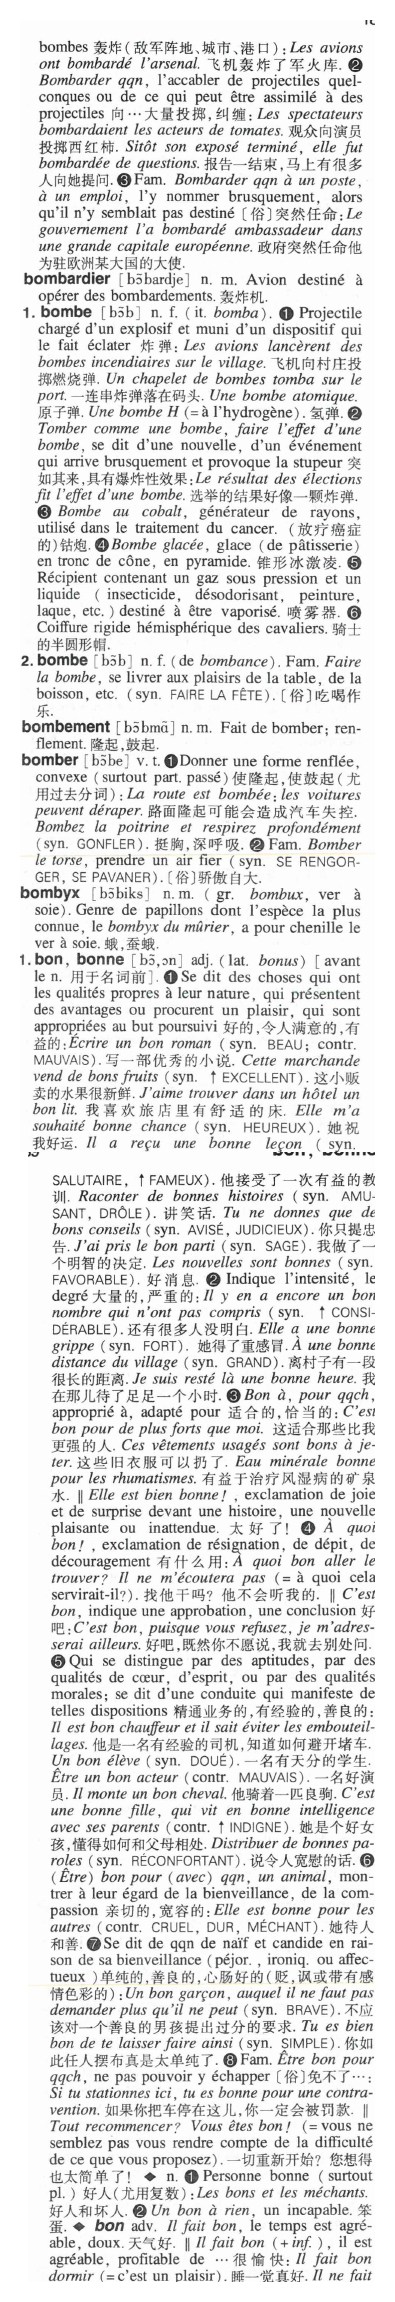 bombes 轰炸(敌军阵地、城市、港口): Les avions
ont bombardé l'arsenal. 飞机轰炸了军火库. ❷
Bombarder qqn, l'accabler de projectiles quel-
conques ou de ce qui peut être assimilé à des
projectiles 向…大量投掷,纠缠: Les spectateurs
bombardaient les acteurs de tomates. 观众向演员
投掷西红柿. Sitôt son exposé terminé, elle fut
bombardée de questions. 报告一结束,马上有很多
人向她提问. ❸ Fam. Bombarder qqn à un poste,
à un emploi, l'y nommer brusquement, alors
qu'il n'y semblait pas destiné〔俗〕突然任命: Le
gouvernement l'a bombardé ambassadeur dans
une grande capitale européenne. 政府突然任命他
为驻欧洲某大国的大使.
bombardier [bɔ̃bardje] n. m. Avion destiné à
opérer des bombardements. 轰炸机.
1. bombe [bɔ̃b] n. f. (it. bomba). ❶ Projectile
chargé d'un explosif et muni d'un dispositif qui
le fait éclater 炸弹: Les avions lancèrent des
bombes incendiaires sur le village. 飞机向村庄投
掷燃烧弹. Un chapelet de bombes tomba sur le
port. 一连串炸弹落在码头. Une bombe atomique.
原子弹. Une bombe H (= à l'hydrogène). 氢弹. ❷
Tomber comme une bombe, faire l'effet d'une
bombe, se dit d'une nouvelle, d'un événement
qui arrive brusquement et provoque la stupeur 突
如其来,具有爆炸性效果: Le résultat des élections
fit l'effet d'une bombe. 选举的结果好像一颗炸弹.
❸ Bombe au cobalt, générateur de rayons,
utilisé dans le traitement du cancer. (放疗癌症
的)钴炮. ❹ Bombe glacée, glace (de pâtisserie)
en tronc de cône, en pyramide. 锥形冰激凌. ❺
Récipient contenant un gaz sous pression et un
liquide (insecticide, désodorisant, peinture,
laque, etc.) destiné à être vaporisé. 喷雾器. ❻
Coiffure rigide hémisphérique des cavaliers. 骑士
的半圆形帽.
2. bombe [bɔ̃b] n. f. (de bombance). Fam. Faire
la bombe, se livrer aux plaisirs de la table, de la
boisson, etc. (syn. FAIRE LA FÊTE).〔俗〕吃喝作
乐.
bombement [bɔ̃bmɑ̃] n. m. Fait de bomber; ren-
flement. 隆起,鼓起.
bomber [bɔ̃be] v. t. ❶ Donner une forme renflée,
convexe (surtout part. passé) 使隆起,使鼓起(尤
用过去分词): La route est bombée; les voitures
peuvent déraper. 路面隆起可能会造成汽车失控.
Bombez la poitrine et respirez profondément
(syn. GONFLER). 挺胸,深呼吸. ❷ Fam. Bomber
le torse, prendre un air fier (syn. SE RENGOR-
GER, SE PAVANER).〔俗〕骄傲自大.
bombyx [bɔ̃biks] n. m. (gr. bombux, ver à
soie). Genre de papillons dont l'espèce la plus
connue, le bombyx du mûrier, a pour chenille le
ver à soie. 蛾,蚕蛾.
1. bon, bonne [bɔ̃, ɔn] adj. (lat. bonus) [avant
le n. 用于名词前]. ❶ Se dit des choses qui ont
les qualités propres à leur nature, qui présentent
des avantages ou procurent un plaisir, qui sont
appropriées au but poursuivi 好的,令人满意的,有
益的: Écrire un bon roman (syn. BEAU; contr.
MAUVAIS). 写一部优秀的小说. Cette marchande
vend de bons fruits (syn. ↑ EXCELLENT). 这小贩
卖的水果很新鲜. J'aime trouver dans un hôtel un
bon lit. 我喜欢旅店里有舒适的床. Elle m'a
souhaité bonne chance (syn. HEUREUX). 她祝
我好运. Il a reçu une bonne leçon (syn.
SALUTAIRE, ↑ FAMEUX). 他接受了一次有益的教
训. Raconter de bonnes histoires (syn. AMU-
SANT, DRÔLE). 讲笑话. Tu ne donnes que de
bons conseils (syn. AVISÉ, JUDICIEUX). 你只提忠
告. J'ai pris le bon parti (syn. SAGE). 我做了一
个明智的决定. Les nouvelles sont bonnes (syn.
FAVORABLE). 好消息. ❷ Indique l'intensité, le
degré 大量的,严重的: Il y en a encore un bon
nombre qui n'ont pas compris (syn. ↑ CONSI-
DÉRABLE). 还有很多人没明白. Elle a une bonne
grippe (syn. FORT). 她得了重感冒. À une bonne
distance du village (syn. GRAND). 离村子有一段
很长的距离. Je suis resté là une bonne heure. 我
在那儿待了足足一个小时. ❸ Bon à, pour qqch,
approprié à, adapté pour 适合的,恰当的: C'est
bon pour de plus forts que moi. 这适合那些比我
更强的人. Ces vêtements usagés sont bons à je-
ter. 这些旧衣服可以扔了. Eau minérale bonne
pour les rhumatismes. 有益于治疗风湿病的矿泉
水. ‖ Elle est bien bonne!, exclamation de joie
et de surprise devant une histoire, une nouvelle
plaisante ou inattendue. 太好了! ❹ À quoi
bon!, exclamation de résignation, de dépit, de
découragement 有什么用: À quoi bon aller le
trouver? Il ne m'écoutera pas (= à quoi cela
servirait-il?). 找他干吗? 他不会听我的. ‖ C'est
bon, indique une approbation, une conclusion 好
吧: C'est bon, puisque vous refusez, je m'adres-
serai ailleurs. 好吧,既然你不愿说,我就去别处问.
❺ Qui se distingue par des aptitudes, par des
qualités de cœur, d'esprit, ou par des qualités
morales; se dit d'une conduite qui manifeste de
telles dispositions 精通业务的,有经验的,善良的:
Il est bon chauffeur et il sait éviter les embouteil-
lages. 他是一名有经验的司机,知道如何避开堵车.
Un bon élève (syn. DOUÉ). 一名有天分的学生.
Être un bon acteur (contr. MAUVAIS). 一名好演
员. Il monte un bon cheval. 他骑着一匹良驹. C'est
une bonne fille, qui vit en bonne intelligence
avec ses parents (contr. ↑ INDIGNE). 她是个好女
孩,懂得如何和父母相处. Distribuer de bonnes pa-
roles (syn. RÉCONFORTANT). 说令人宽慰的话. ❻
(Être) bon pour (avec) qqn, un animal, mon-
trer à leur égard de la bienveillance, de la com-
passion 亲切的,宽容的: Elle est bonne pour les
autres (contr. CRUEL, DUR, MÉCHANT). 她待人
和善. ❼ Se dit de qqn de naïf et candide en rai-
son de sa bienveillance (péjor., ironiq. ou affec-
tueux) 单纯的,善良的,心肠好的(贬,讽或带有感
情色彩的): Un bon garçon, auquel il ne faut pas
demander plus qu'il ne peut (syn. BRAVE). 不应
该对一个善良的男孩提出过分的要求. Tu es bien
bon de te laisser faire ainsi (syn. SIMPLE). 你如
此任人摆布真是太单纯了. ❽ Fam. Être bon pour
qqch, ne pas pouvoir y échapper〔俗〕免不了…:
Si tu stationnes ici, tu es bonne pour une contra-
vention. 如果你把车停在这儿,你一定会被罚款. ‖
Tout recommencer? Vous êtes bon! (= vous ne
semblez pas vous rendre compte de la difficulté
de ce que vous proposez). 一切重新开始? 您想得
也太简单了! ◆ n. ❶ Personne bonne (surtout
pl.) 好人(尤用复数): Les bons et les méchants.
好人和坏人. ❷ Un bon à rien, un incapable. 笨
蛋. ◆ bon adv. Il fait bon, le temps est agré-
able, doux. 天气好. ‖ Il fait bon (+ inf.), il est
agréable, profitable de …很愉快: Il fait bon
dormir (= c'est un plaisir). 睡一觉真好. Il ne fait